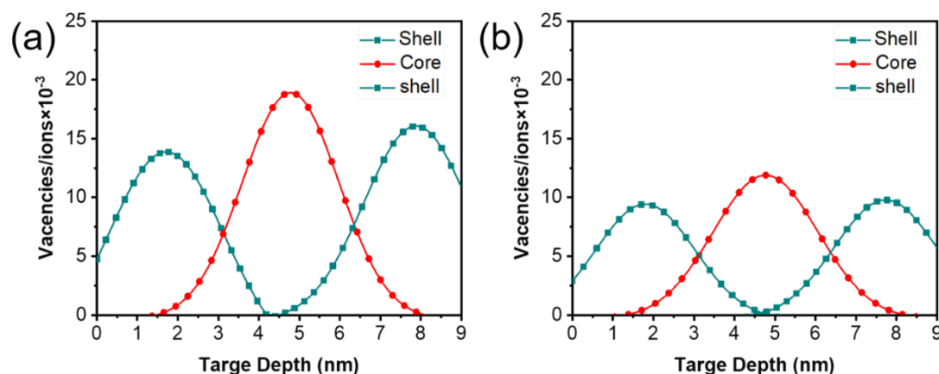 (a)
25
20
15
10
5
0
Vacancies/ions×10⁻³
Shell
Core
shell
0 1 2 3 4 5 6 7 8 9
Targe Depth (nm)
(b)
25
20
15
10
5
0
Vacancies/ions×10⁻³
Shell
Core
shell
0 1 2 3 4 5 6 7 8 9
Targe Depth (nm)